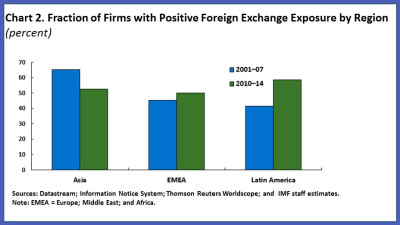 Chart 2. Fraction of Firms with Positive Foreign Exchange Exposure by Region
(percent)
70
60
50
40
30
20
10
0
2001–07
2010–14
Asia
EMEA
Latin America
Sources: Datastream; Information Notice System; Thomson Reuters Worldscope; and IMF staff estimates.
Note: EMEA = Europe; Middle East; and Africa.